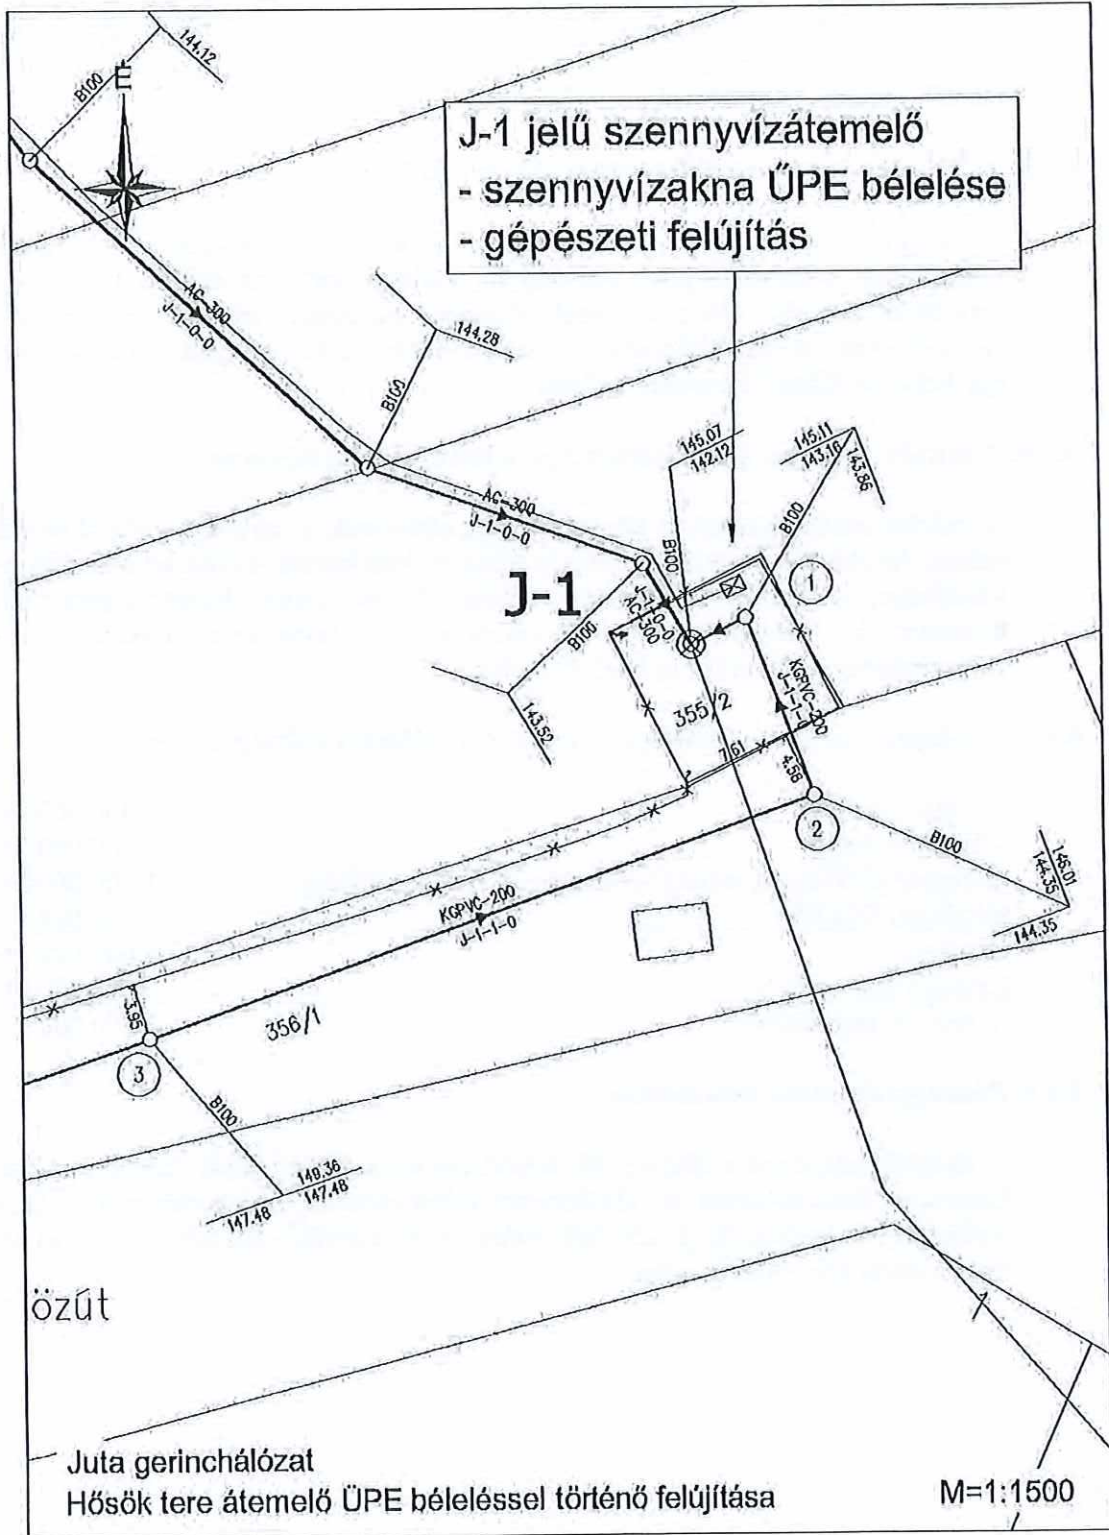 144.12
B100
É
J-1 jelű szennyvízátemelő
- szennyvízakna ŰPE bélelése
- gépészeti felújítás
AC-300
J-1-0-0
144.28
B100
145.07
142.12
145.11
143.16
143.86
AC-300
J-1-0-0
B100
B100
J-1
1
J-1-0-0
AC-300
B100
KGPVC-200
J-1-1-0
355/2
143.52
7.61
4.58
2
B100
146.01
144.35
144.35
KGPVC-200
J-1-1-0
3.95
356/1
3
B100
149.36
147.48
147.48
özút
Juta gerinchálózat
Hősök tere átemelő ÜPE béleléssel történő felújítása
M=1:1500